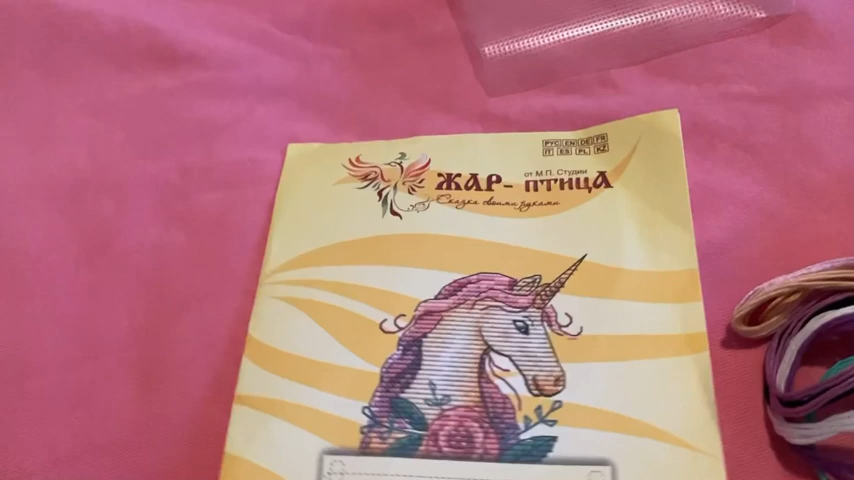 РУС EN DE FR
IT ES PL KZ
от М.П. Студии
ЖАР-ПТИЦА
Сказка своими руками